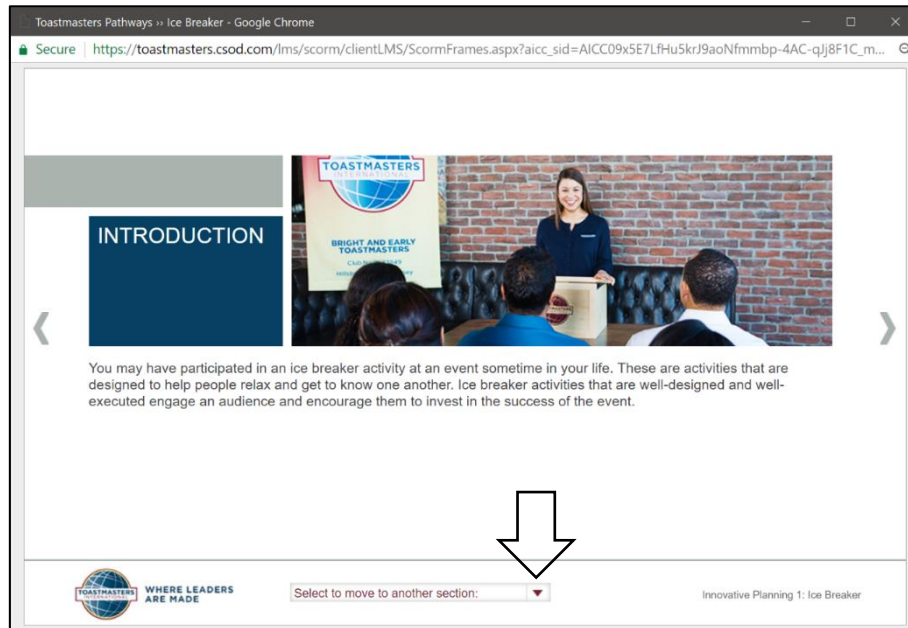 Toastmasters Pathways ›› Ice Breaker - Google Chrome
Secure | https://toastmasters.csod.com/lms/scorm/clientLMS/ScormFrames.aspx?aicc_sid=AICC09x5E7LfHu5krJ9aoNfmmbp-4AC-qJj8F1C_m...
TOASTMASTERS
INTERNATIONAL
INTRODUCTION
BRIGHT AND EARLY
TOASTMASTERS
You may have participated in an ice breaker activity at an event sometime in your life. These are activities that are
designed to help people relax and get to know one another. Ice breaker activities that are well-designed and well-
executed engage an audience and encourage them to invest in the success of the event.
TOASTMASTERS
INTERNATIONAL
WHERE LEADERS
ARE MADE
Select to move to another section:
Innovative Planning 1: Ice Breaker